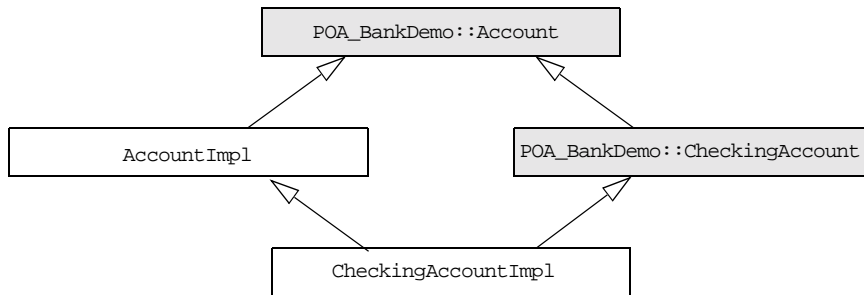 POA_BankDemo::Account
AccountImpl
POA_BankDemo::CheckingAccount
CheckingAccountImpl